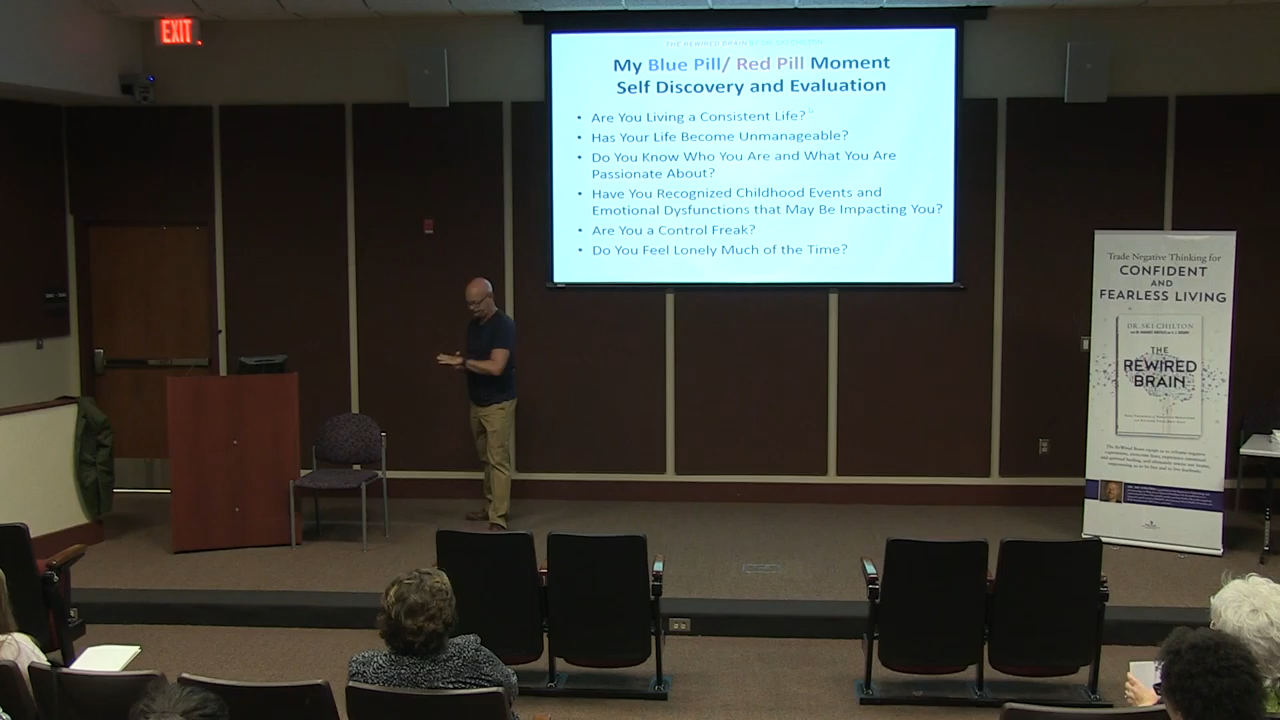 EXIT
THE REWIRED BRAIN
My Blue Pill/ Red Pill Moment
Self Discovery and Evaluation
• Are You Living a Consistent Life?
• Has Your Life Become Unmanageable?
• Do You Know Who You Are and What You Are
Passionate About?
• Have You Recognized Childhood Events and
Emotional Dysfunctions that May Be Impacting You?
• Are You a Control Freak?
• Do You Feel Lonely Much of the Time?
Trade Negative Thinking for
CONFIDENT
AND
FEARLESS LIVING
DR. SKI CHILTON
THE
REWIRED
BRAIN